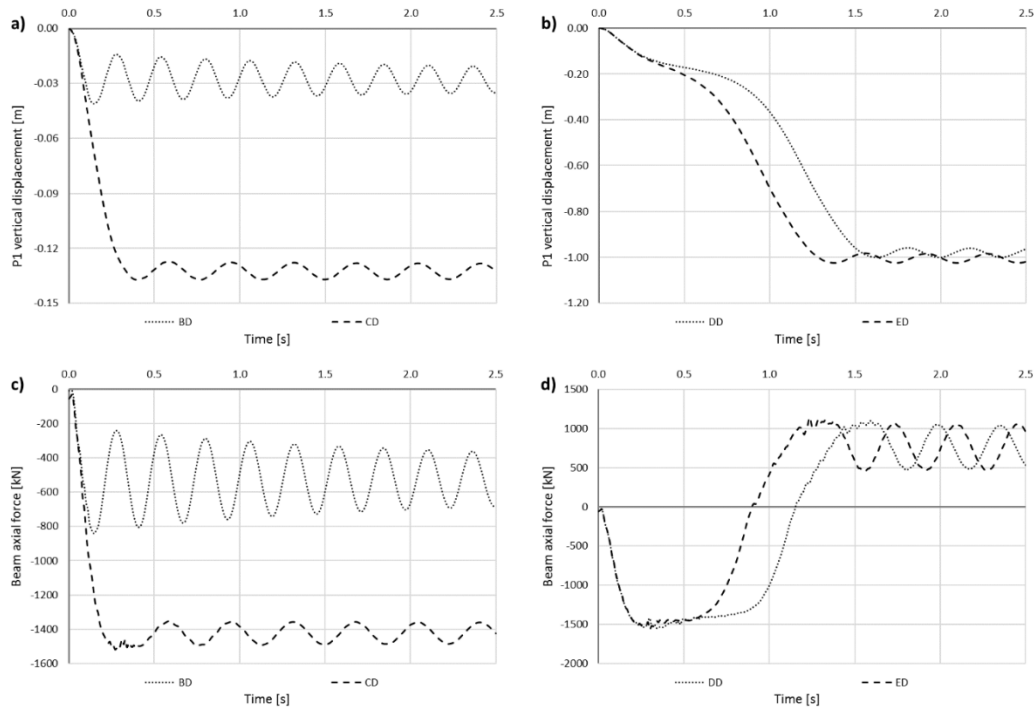 a)
0.0 0.5 1.0 1.5 2.0 2.5
0.00
-0.03
-0.06
-0.09
-0.12
-0.15
P1 vertical displacement [m]
BD CD
Time [s]
b)
0.0 0.5 1.0 1.5 2.0 2.5
0.00
-0.20
-0.40
-0.60
-0.80
-1.00
-1.20
P1 vertical displacement [m]
DD ED
Time [s]
c)
0.0 0.5 1.0 1.5 2.0 2.5
0
-200
-400
-600
-800
-1000
-1200
-1400
-1600
Beam axial force [kN]
BD CD
Time [s]
d)
0.0 0.5 1.0 1.5 2.0 2.5
1500
1000
500
0
-500
-1000
-1500
-2000
Beam axial force [kN]
DD ED
Time [s]